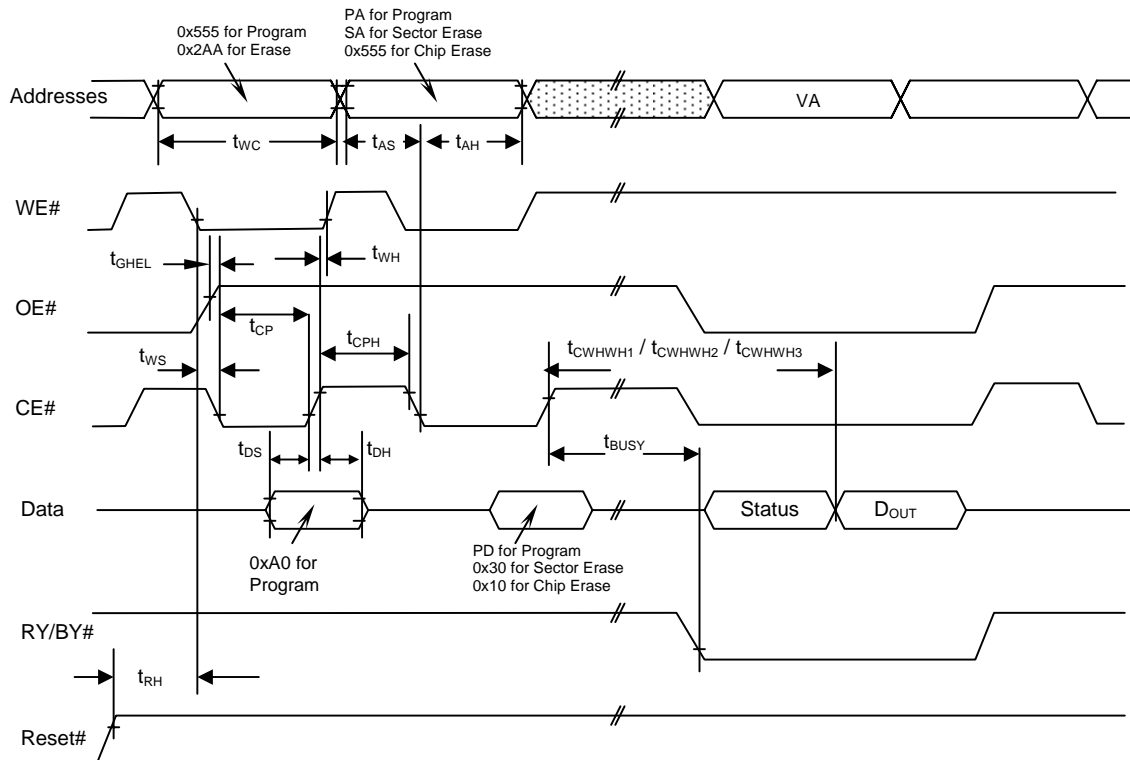 0x555 for Program
0x2AA for Erase
PA for Program
SA for Sector Erase
0x555 for Chip Erase
Addresses
VA
tWC
tAS
tAH
WE#
tGHEL
tWH
OE#
tCP
tCPH
tWS
tCWHWH1 / tCWHWH2 / tCWHWH3
CE#
tDS
tDH
tBUSY
Data
Status
DOUT
0xA0 for
Program
PD for Program
0x30 for Sector Erase
0x10 for Chip Erase
RY/BY#
tRH
Reset#